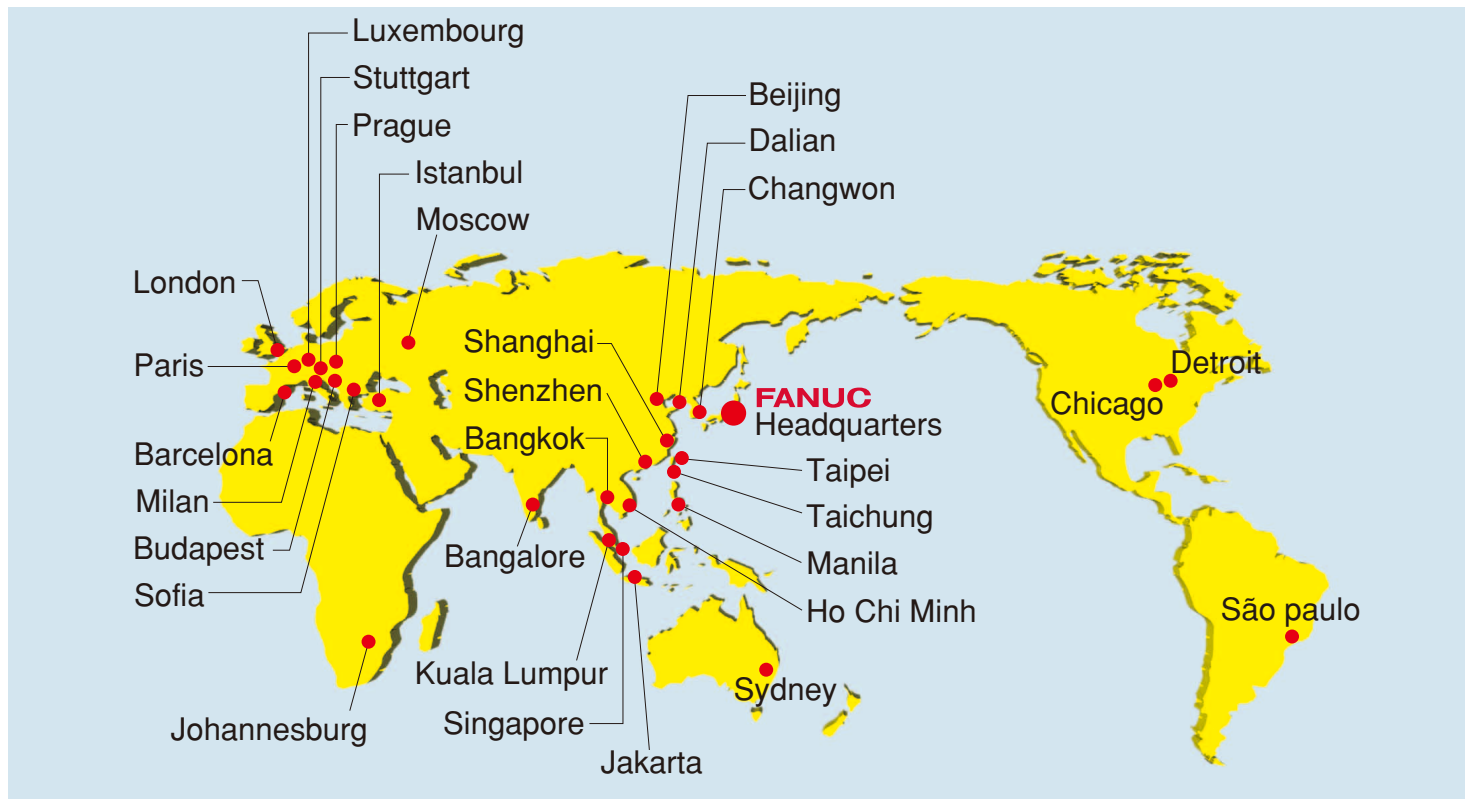 Luxembourg
Stuttgart
Prague
Istanbul
Moscow
London
Paris
Barcelona
Milan
Budapest
Sofia
Johannesburg
Beijing
Dalian
Changwon
Shanghai
Shenzhen
Bangkok
Bangalore
Kuala Lumpur
Singapore
Jakarta
FANUC
Headquarters
Taipei
Taichung
Manila
Ho Chi Minh
Sydney
Detroit
Chicago
São paulo